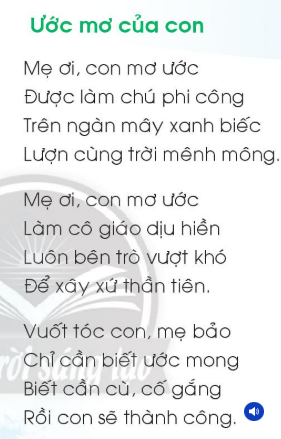 Ước mơ của con
Mẹ ơi, con mơ ước
Được làm chú phi công
Trên ngàn mây xanh biếc
Lượn cùng trời mênh mông.
Mẹ ơi, con mơ ước
Làm cô giáo dịu hiền
Luôn bên trò vượt khó
Để xây xứ thần tiên.
Vuốt tóc con, mẹ bảo
Chỉ cần biết ước mong
Biết cần cù, cố gắng
Rồi con sẽ thành công.